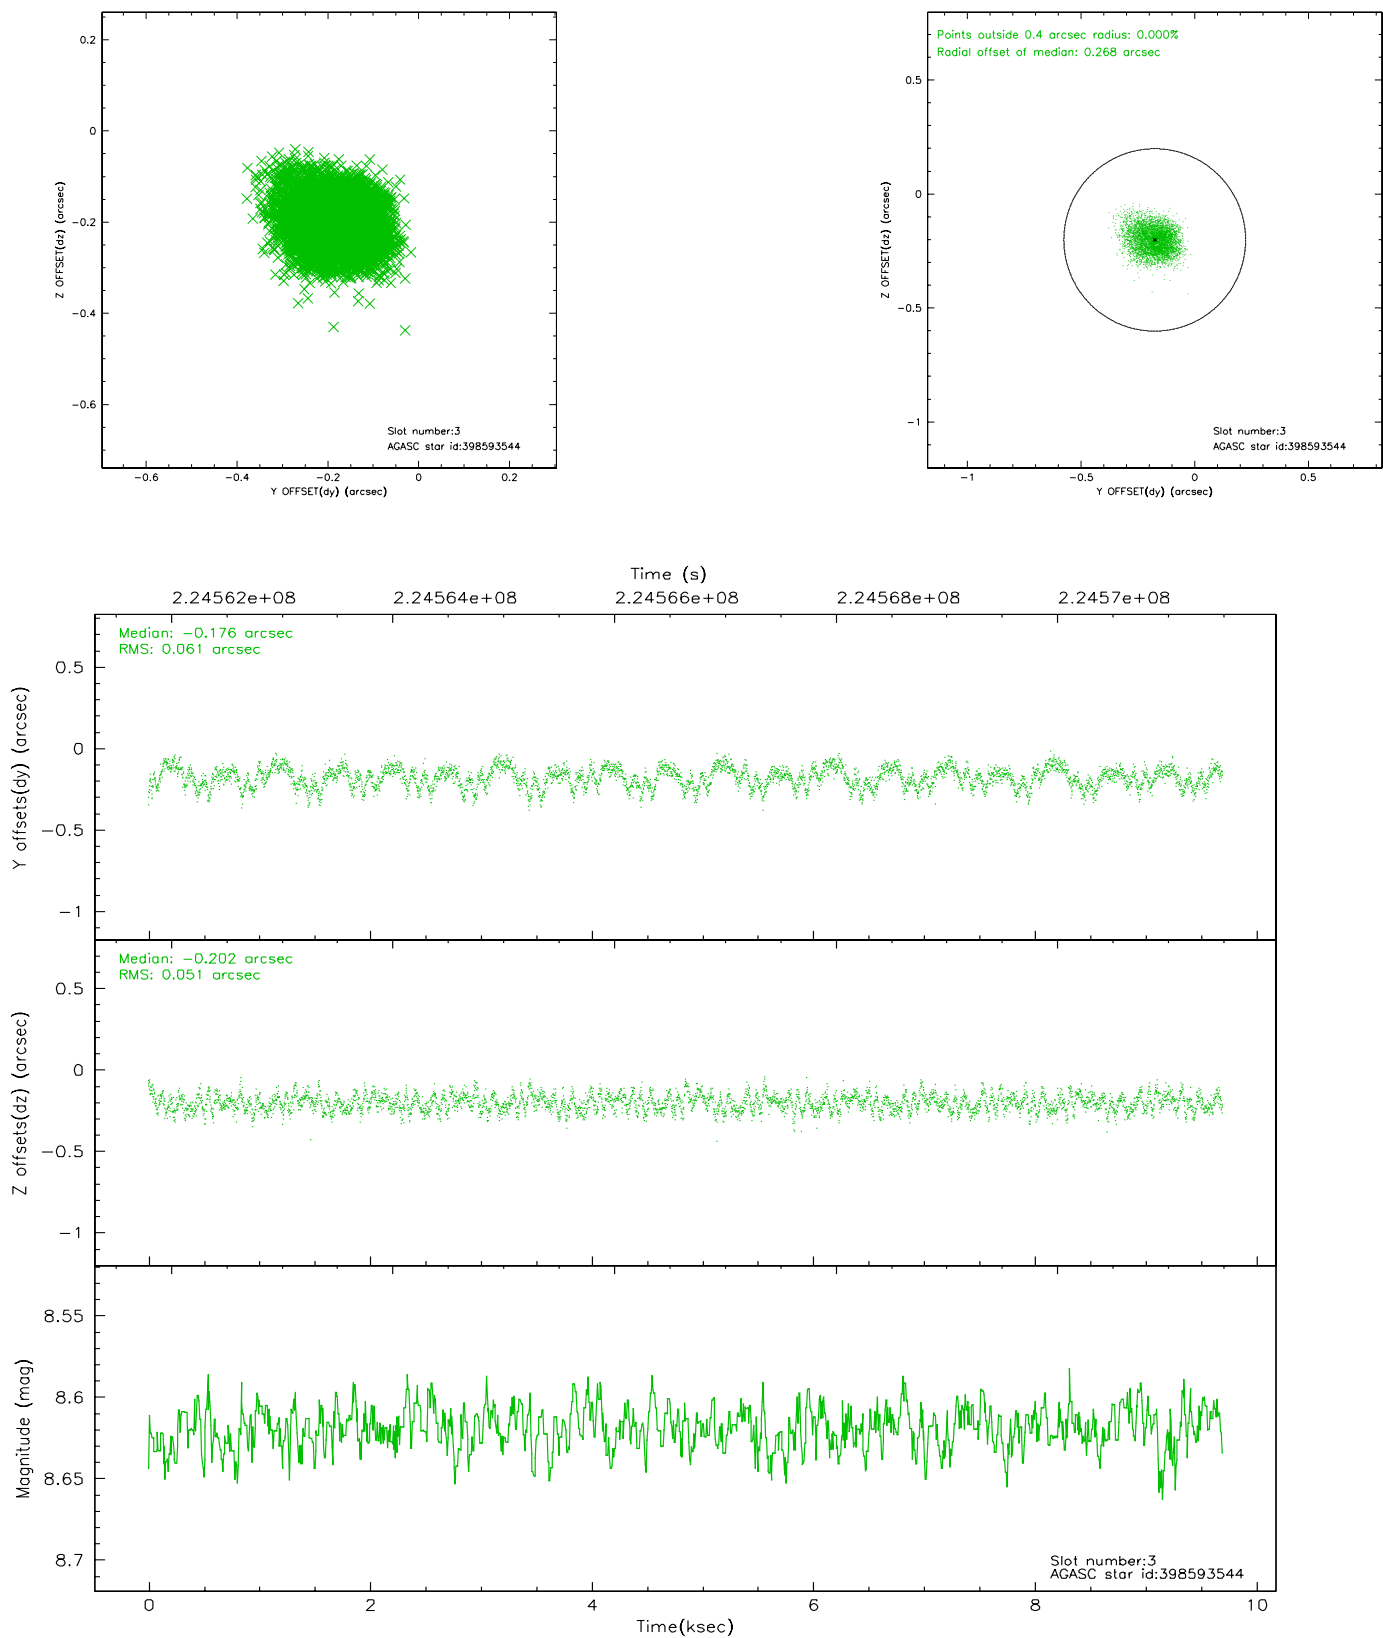 0.2
0
−0.2
−0.4
−0.6
Z OFFSET(dz) (arcsec)
Slot number:3
AGASC star id:398593544
−0.6 −0.4 −0.2 0 0.2
Y OFFSET(dy) (arcsec)
Points outside 0.4 arcsec radius: 0.000%
Radial offset of median: 0.268 arcsec
0.5
0
−0.5
−1
Z OFFSET(dz) (arcsec)
Slot number:3
AGASC star id:398593544
−1 −0.5 0 0.5
Y OFFSET(dy) (arcsec)
Time (s)
2.24562e+08 2.24564e+08 2.24566e+08 2.24568e+08 2.2457e+08
Median: −0.176 arcsec
RMS: 0.061 arcsec
0.5
0
−0.5
−1
Y offsets(dy) (arcsec)
Median: −0.202 arcsec
RMS: 0.051 arcsec
0.5
0
−0.5
−1
Z offsets(dz) (arcsec)
8.55
8.6
8.65
8.7
Magnitude (mag)
Slot number:3
AGASC star id:398593544
0 2 4 6 8 10
Time(ksec)